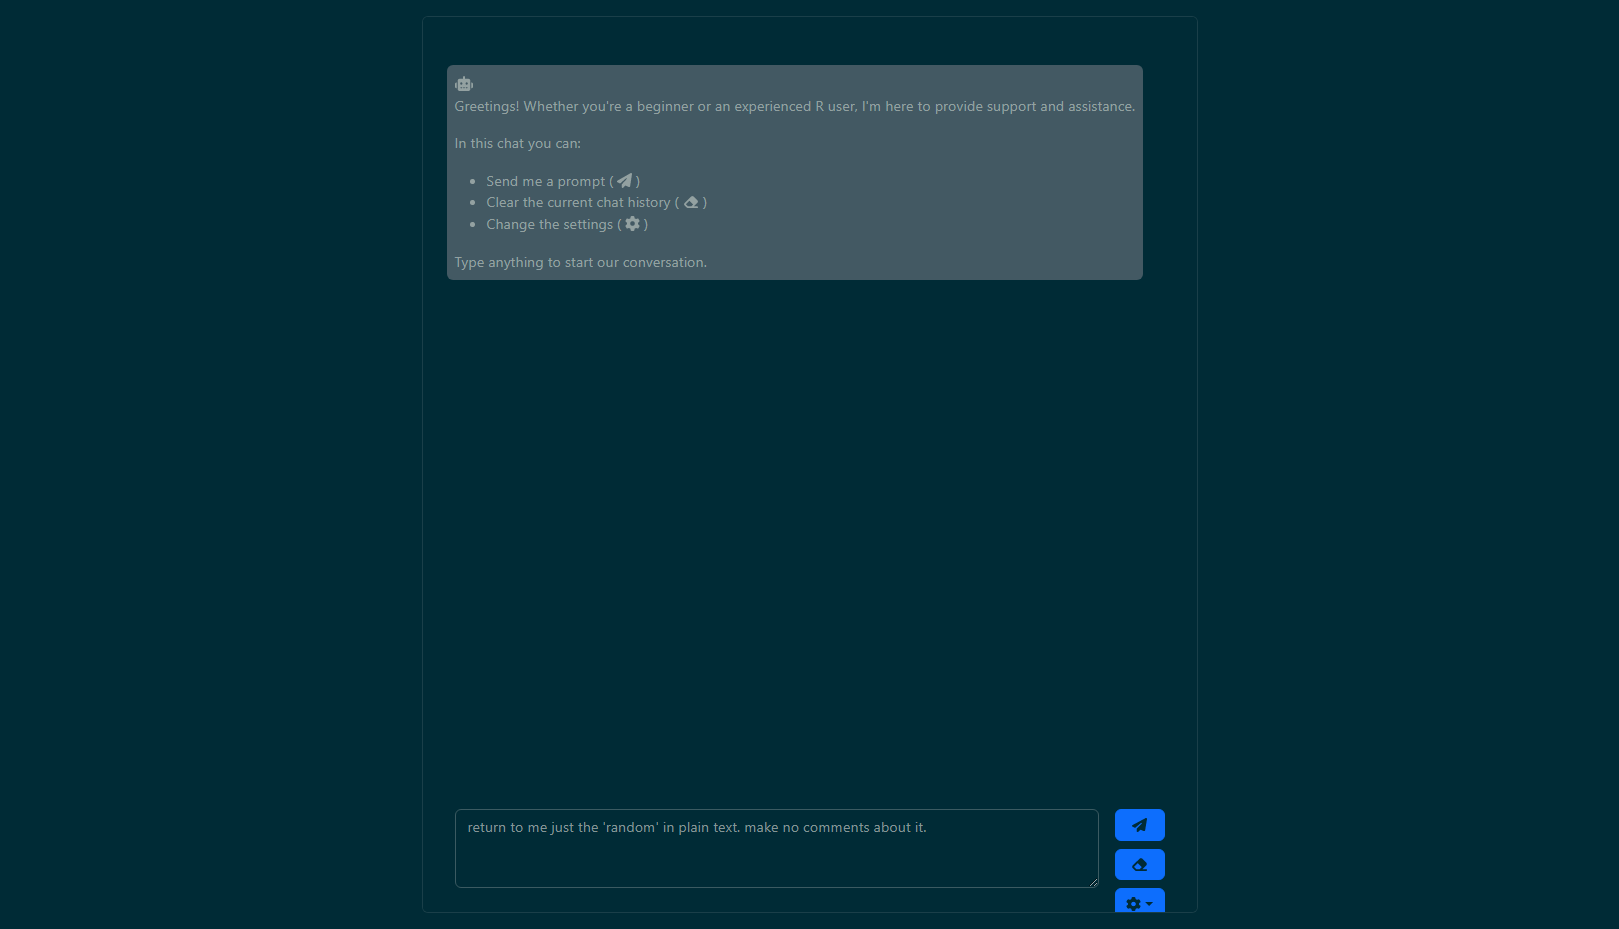 Greetings! Whether you're a beginner or an experienced R user, I'm here to provide support and assistance.
In this chat you can:
Send me a prompt ( )
Clear the current chat history ( )
Change the settings ( )
Type anything to start our conversation.
return to me just the 'random' in plain text. make no comments about it.